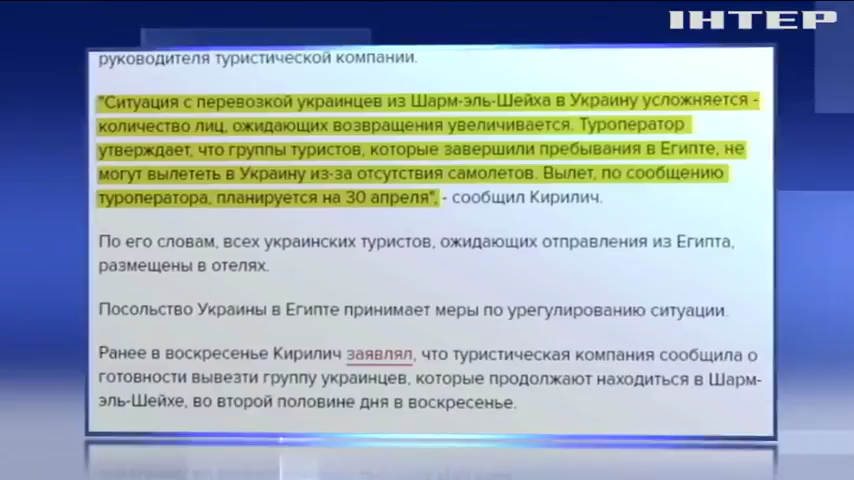 ІНТЕР
руководителя туристической компании.
"Ситуация с перевозкой украинцев из Шарм-эль-Шейха в Украину усложняется -
количество лиц, ожидающих возвращения увеличивается. Туроператор
утверждает, что группы туристов, которые завершили пребывания в Египте, не
могут вылететь в Украину из-за отсутствия самолетов. Вылет, по сообщению
туроператора, планируется на 30 апреля", - сообщил Кирилич.
По его словам, всех украинских туристов, ожидающих отправления из Египта,
размещены в отелях.
Посольство Украины в Египте принимает меры по урегулированию ситуации.
Ранее в воскресенье Кирилич заявлял, что туристическая компания сообщила о
готовности вывезти группу украинцев, которые продолжают находиться в Шарм-
эль-Шейхе, во второй половине дня в воскресенье.